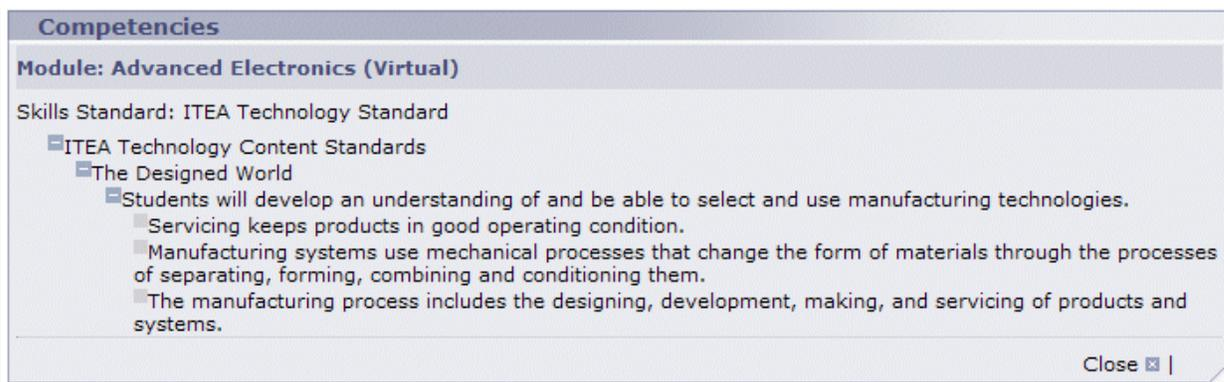 Competencies
Module: Advanced Electronics (Virtual)
Skills Standard: ITEA Technology Standard
ITEA Technology Content Standards
The Designed World
Students will develop an understanding of and be able to select and use manufacturing technologies.
Servicing keeps products in good operating condition.
Manufacturing systems use mechanical processes that change the form of materials through the processes
of separating, forming, combining and conditioning them.
The manufacturing process includes the designing, development, making, and servicing of products and
systems.
Close |